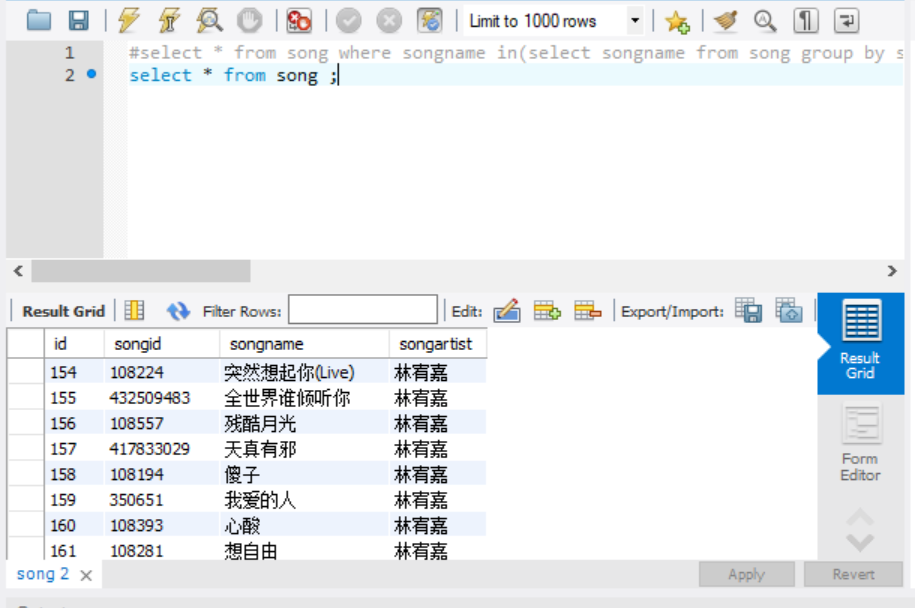 Limit to 1000 rows
1 #select * from song where songname in(select songname from song group by s
2 select * from song ;
Result Grid Filter Rows: Edit: Export/Import:
id songid songname songartist
154 108224 突然想起你(Live) 林宥嘉
155 432509483 全世界谁倾听你 林宥嘉
156 108557 残酷月光 林宥嘉
157 417833029 天真有邪 林宥嘉
158 108194 傻子 林宥嘉
159 350651 我爱的人 林宥嘉
160 108393 心酸 林宥嘉
161 108281 想自由 林宥嘉
Result
Grid
Form
Editor
song 2 Apply Revert